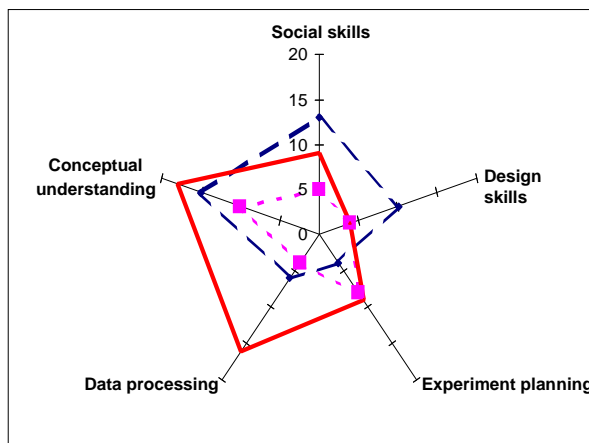 Social skills
20
15
10
5
0
Design
skills
Conceptual
understanding
Data processing
Experiment planning